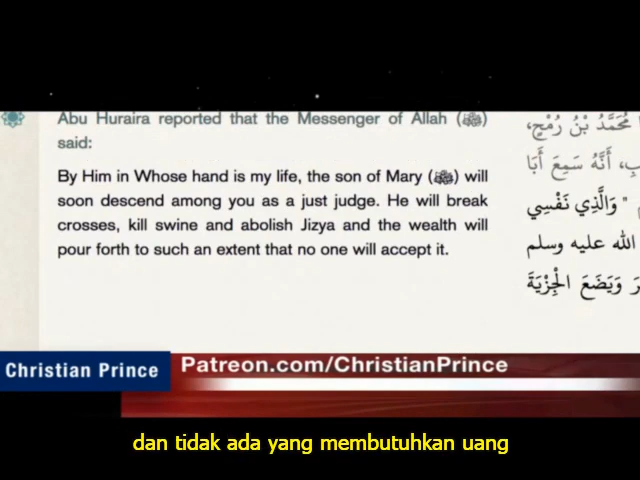 Abu Huraira reported that the Messenger of Allah (ﷺ)
said:
By Him in Whose hand is my life, the son of Mary (ﷺ) will
soon descend among you as a just judge. He will break
crosses, kill swine and abolish Jizya and the wealth will
pour forth to such an extent that no one will accept it.
مُحَمَّدُ بْنُ رُمْحٍ،
أَنَّهُ سَمِعَ أَبَا
" وَالَّذِي نَفْسِي
الله عليه وسلم
وَيَضَعَ الْجِزْيَةَ
Christian Prince
Patreon.com/ChristianPrince
dan tidak ada yang membutuhkan uang